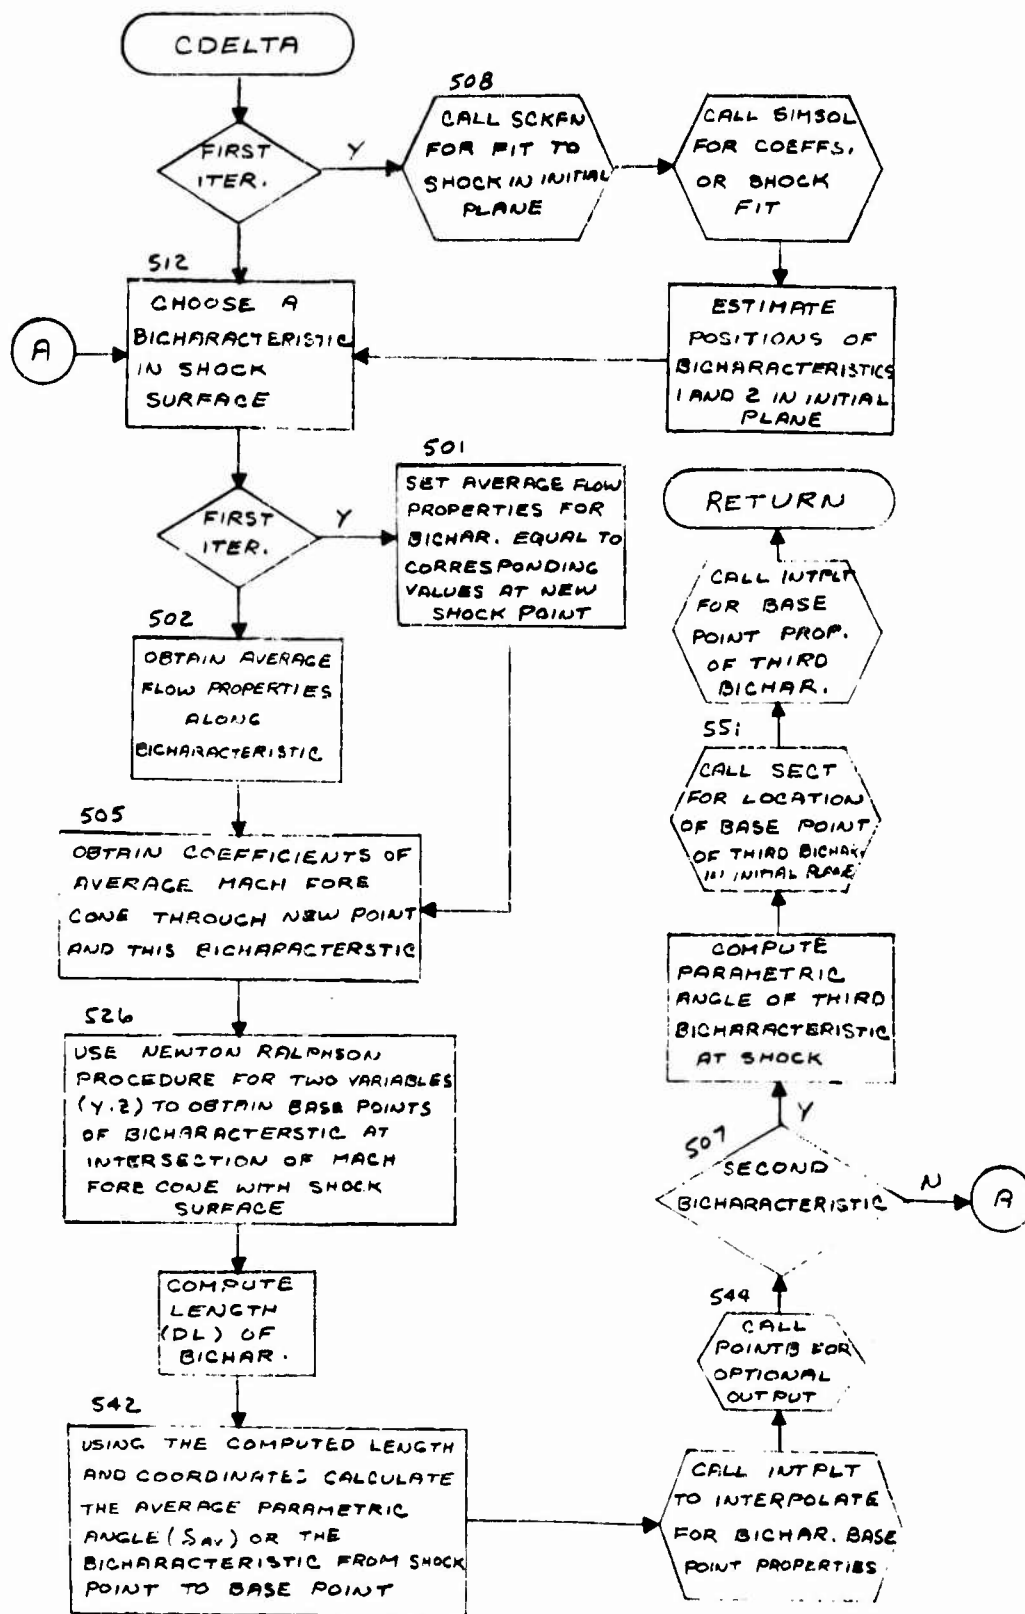 CDELTA
FIRST
ITER.
Y
508
CALL SCKFN
FOR FIT TO
SHOCK IN INITIAL
PLANE
CALL SIMSOL
FOR COEFFS.
OR SHOCK
FIT
ESTIMATE
POSITIONS OF
BICHARACTERISTICS
1 AND 2 IN INITIAL
PLANE
512
CHOOSE A
BICHARACTERISTIC
IN SHOCK
SURFACE
A
FIRST
ITER.
Y
501
SET AVERAGE FLOW
PROPERTIES FOR
BICHAR. EQUAL TO
CORRESPONDING
VALUES AT NEW
SHOCK POINT
502
OBTAIN AVERAGE
FLOW PROPERTIES
ALONG
BICHARACTERISTIC
505
OBTAIN COEFFICIENTS OF
AVERAGE MACH FORE
CONE THROUGH NEW POINT
AND THIS BICHARACTERSTIC
526
USE NEWTON RALPHSON
PROCEDURE FOR TWO VARIABLES
(Y.Z) TO OBTAIN BASE POINTS
OF BICHARACTERSTIC AT
INTERSECTION OF MACH
FORE CONE WITH SHOCK
SURFACE
COMPUTE
LENGTH
(DL) OF
BICHAR.
542
USING THE COMPUTED LENGTH
AND COORDINATE: CALCULATE
THE AVERAGE PARAMETRIC
ANGLE (SAV) OR THE
BICHARACTERISTIC FROM SHOCK
POINT TO BASE POINT
CALL INTPLT
TO INTERPOLATE
FOR BICHAR. BASE
POINT PROPERTIES
544
CALL
POINTB FOR
OPTIONAL
OUTPUT
507
SECOND
BICHARACTERISTIC
N
A
Y
COMPUTE
PARAMETRIC
ANGLE OF THIRD
BICHARACTERISTIC
AT SHOCK
551
CALL SECT
FOR LOCATION
OF BASE POINT
OF THIRD BICHAR
IN INITIAL PLANE
CALL INTPLT
FOR BASE
POINT PROP.
OF THIRD
BICHAR.
RETURN